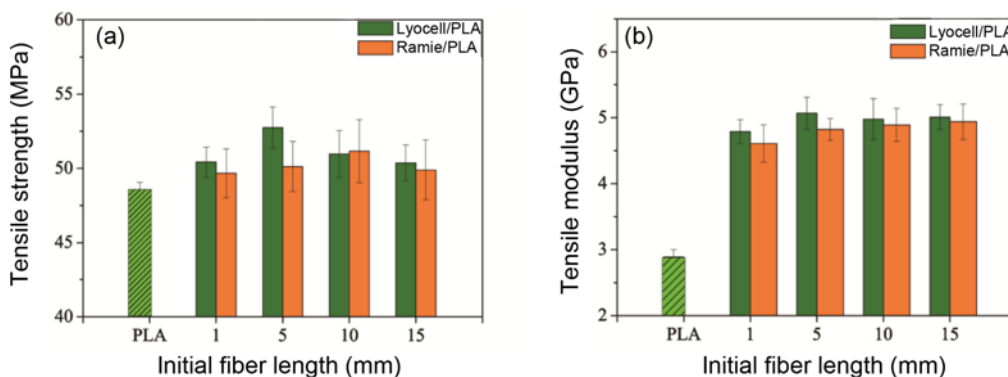 (a)
Lyocell/PLA
Ramie/PLA
Tensile strength (MPa)
60
55
50
45
40
PLA 1 5 10 15
Initial fiber length (mm)
(b)
Lyocell/PLA
Ramie/PLA
Tensile modulus (GPa)
6
5
4
3
2
PLA 1 5 10 15
Initial fiber length (mm)